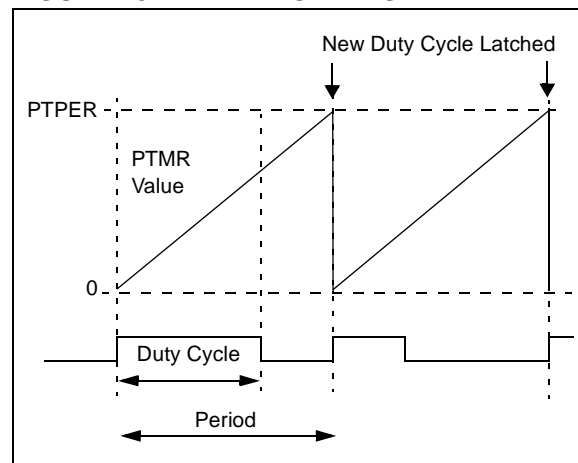 New Duty Cycle Latched
PTPER
PTMR
Value
0
Duty Cycle
Period